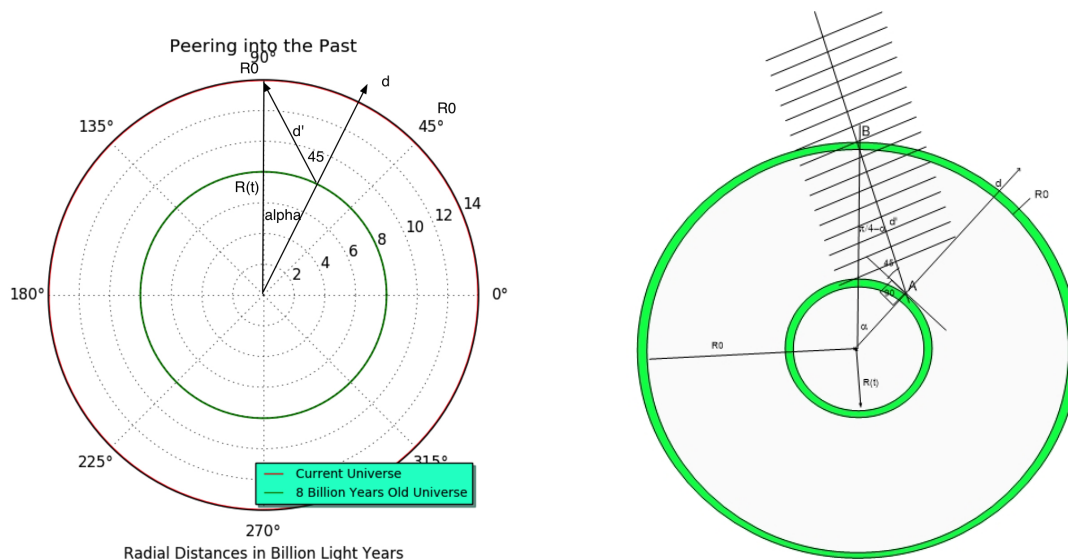 Peering into the Past
90°
R0
d
R0
135°
45°
d'
45
R(t)
alpha
14
12
10
8
6
4
2
180°
0°
225°
315°
Current Universe
8 Billion Years Old Universe
270°
Radial Distances in Billion Light Years
B
d
R0
d'
π/4-α
45
90
A
α
R0
R(t)